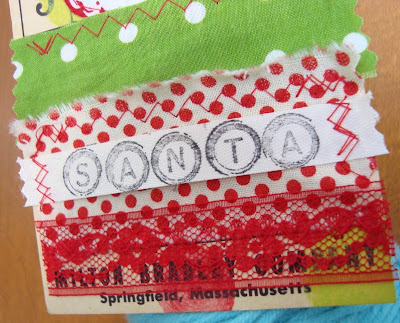 SANTA
MILTON BRADLEY COMPANY
Springfield, Massachusetts